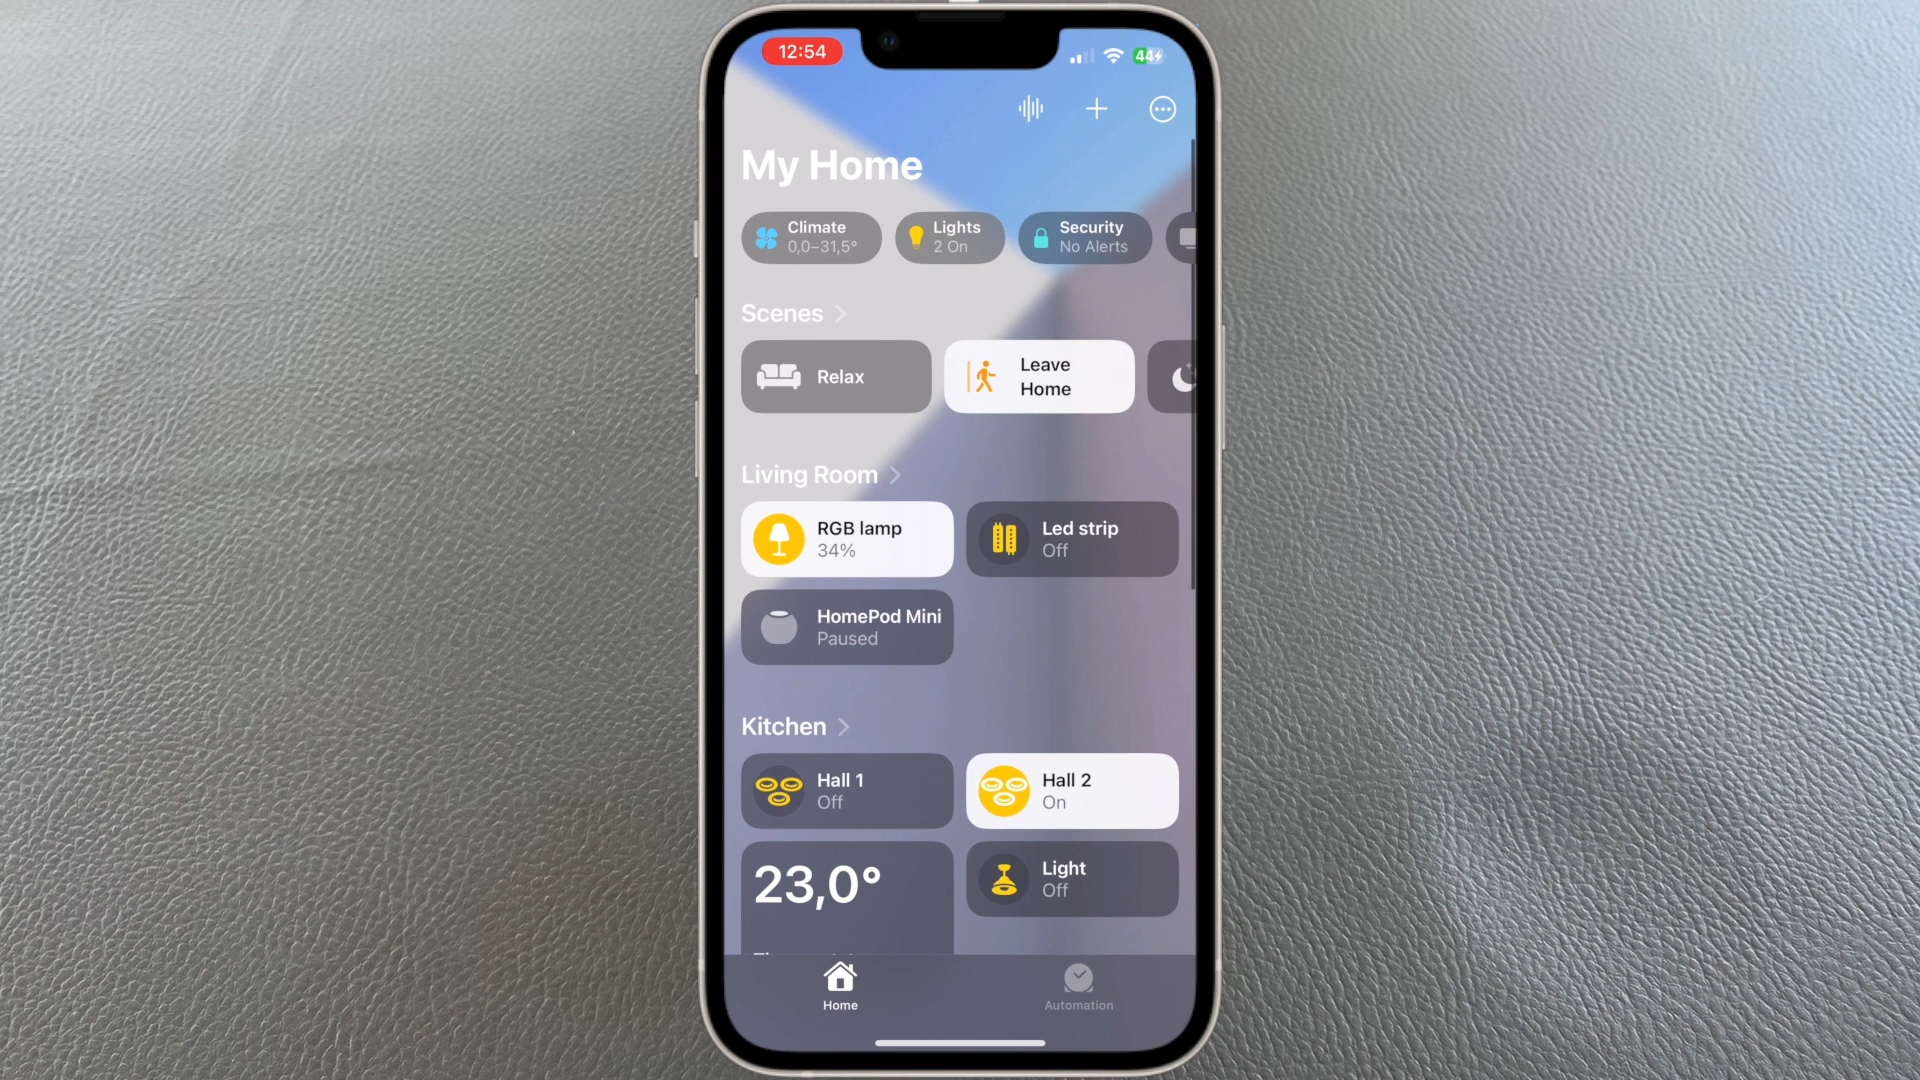 12:54
44
My Home
Climate
0,0–31,5°
Lights
2 On
Security
No Alerts
Scenes
Relax
Leave
Home
Living Room
RGB lamp
34%
Led strip
Off
HomePod Mini
Paused
Kitchen
Hall 1
Off
Hall 2
On
23,0°
Light
Off
Home
Automation